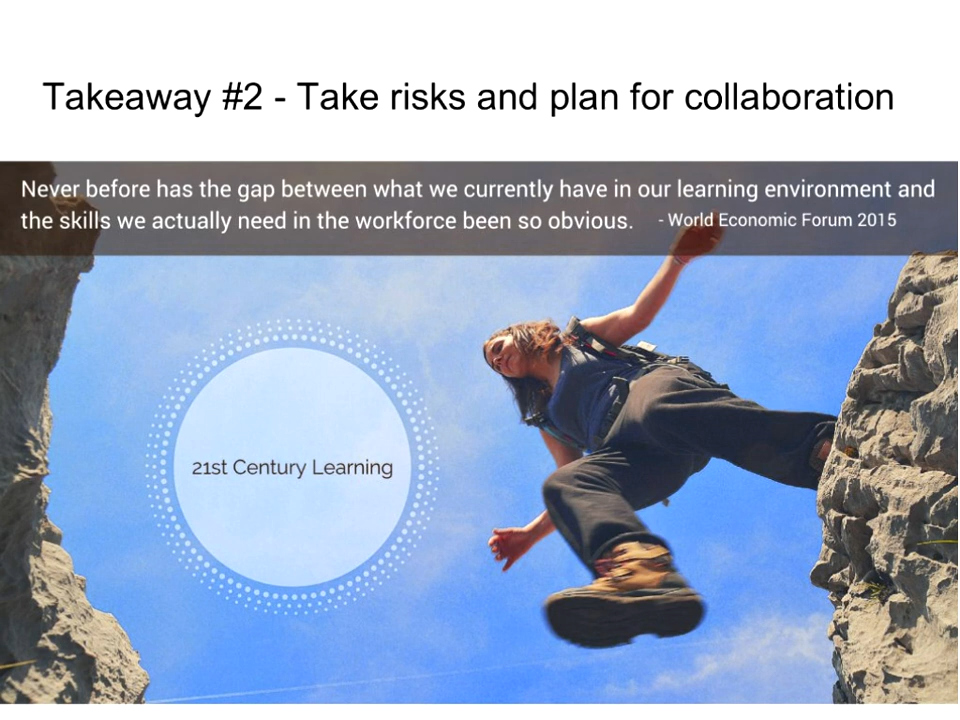 Takeaway #2 - Take risks and plan for collaboration
Never before has the gap between what we currently have in our learning environment and
the skills we actually need in the workforce been so obvious. - World Economic Forum 2015
21st Century Learning